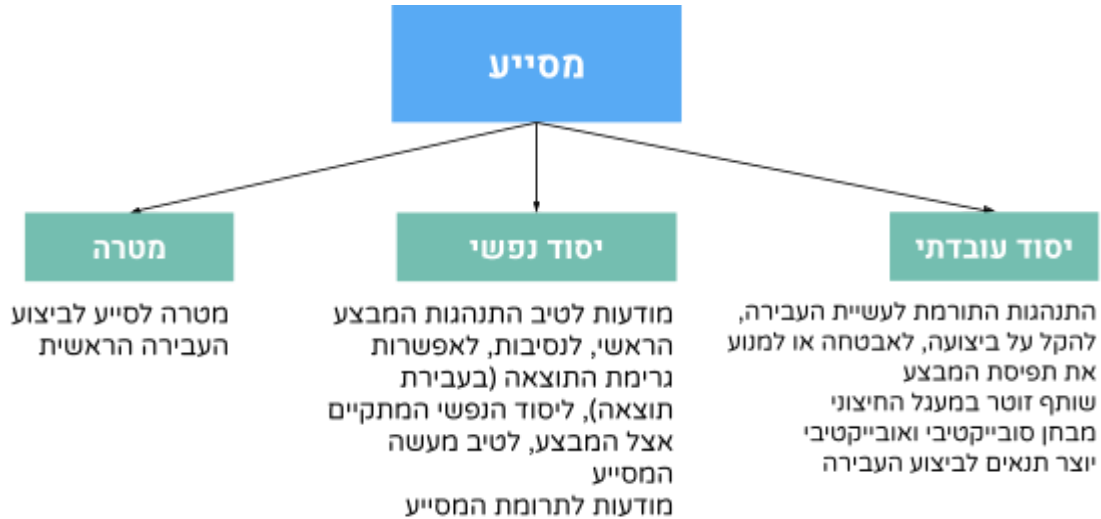 מסייע
יסוד עובדתי
התנהגות התורמת לעשיית העבירה,
להקל על ביצועה, לאבטחה או למנוע
את תפיסת המבצע
שותף זוטר במעגל החיצוני
מבחן סובייקטיבי ואובייקטיבי
יוצר תנאים לביצוע העבירה
יסוד נפשי
מודעות לטיב התנהגות המבצע
הראשי, לנסיבות, לאפשרות
גרימת התוצאה (בעבירת
תוצאה), ליסוד הנפשי המתקיים
אצל המבצע, לטיב מעשה
המסייע
מודעות לתרומת המסייע
מטרה
מטרה לסייע לביצוע
העבירה הראשית